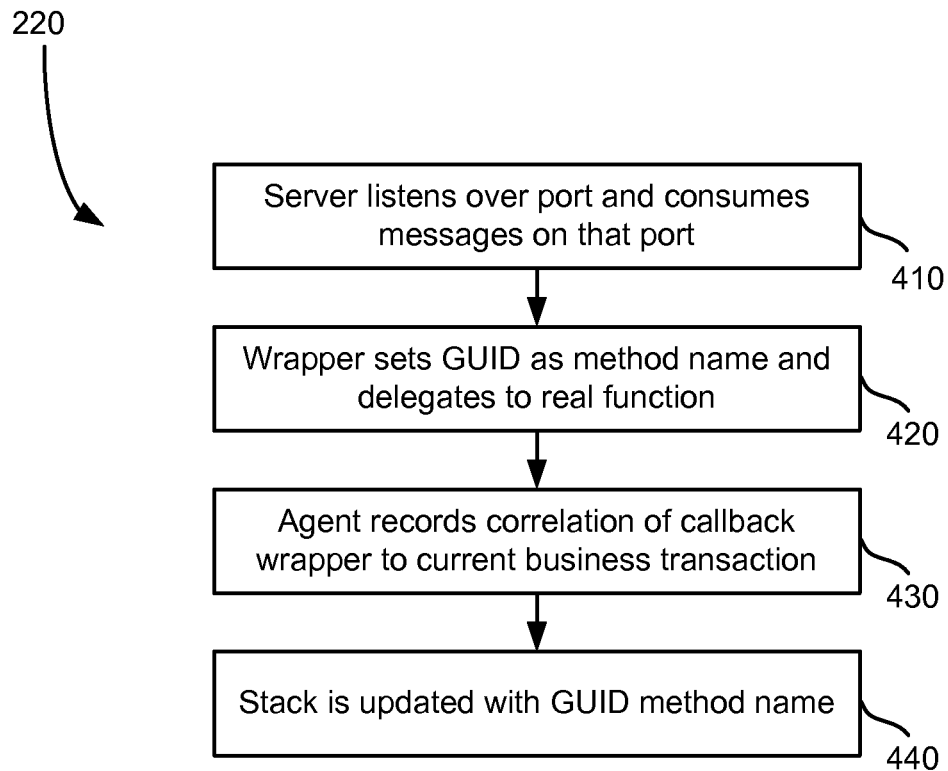 220
Server listens over port and consumes
messages on that port
410
Wrapper sets GUID as method name and
delegates to real function
420
Agent records correlation of callback
wrapper to current business transaction
430
Stack is updated with GUID method name
440